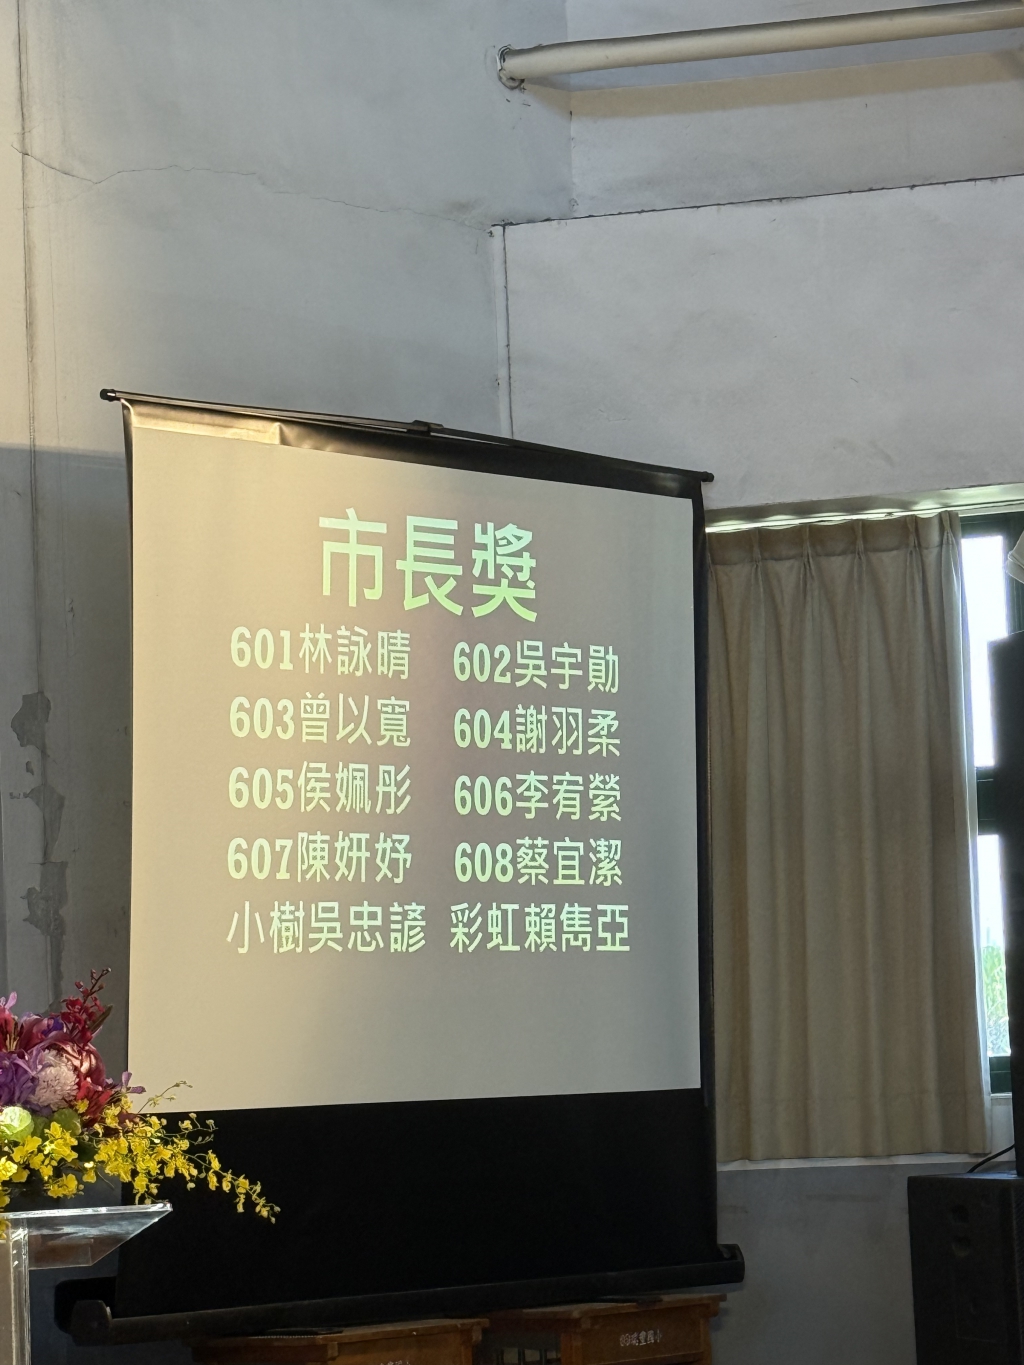 市長獎
601林詠晴 602吳宇勛
603曾以寬 604謝羽柔
605侯姵彤 606李宥縈
607陳妍妤 608蔡宜潔
小樹吳忠諺 彩虹賴雋亞